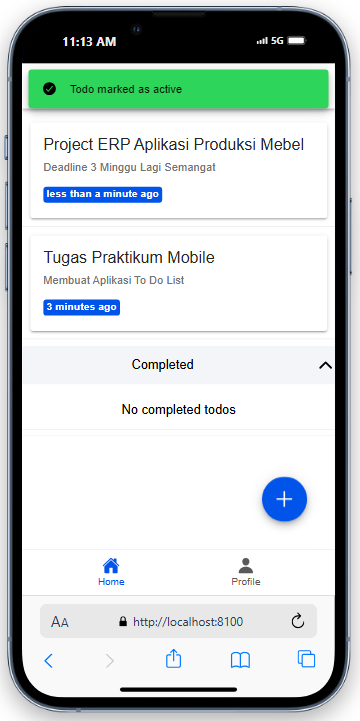 11:13 AM
5G
Todo marked as active
Project ERP Aplikasi Produksi Mebel
Deadline 3 Minggu Lagi Semangat
less than a minute ago
Tugas Praktikum Mobile
Membuat Aplikasi To Do List
3 minutes ago
Completed
No completed todos
Home
Profile
AA
http://localhost:8100